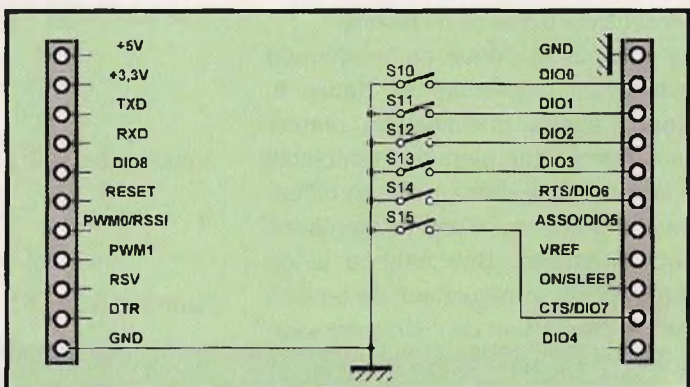 +5V
+3,3V
TXD
RXD
DIO8
RESET
PWM0/RSSI
PWM1
RSV
DTR
GND
S10
S11
S12
S13
S14
S15
GND
DIO0
DIO1
DIO2
DIO3
RTS/DIO6
ASSO/DIO5
VREF
ON/SLEEP
CTS/DIO7
DIO4